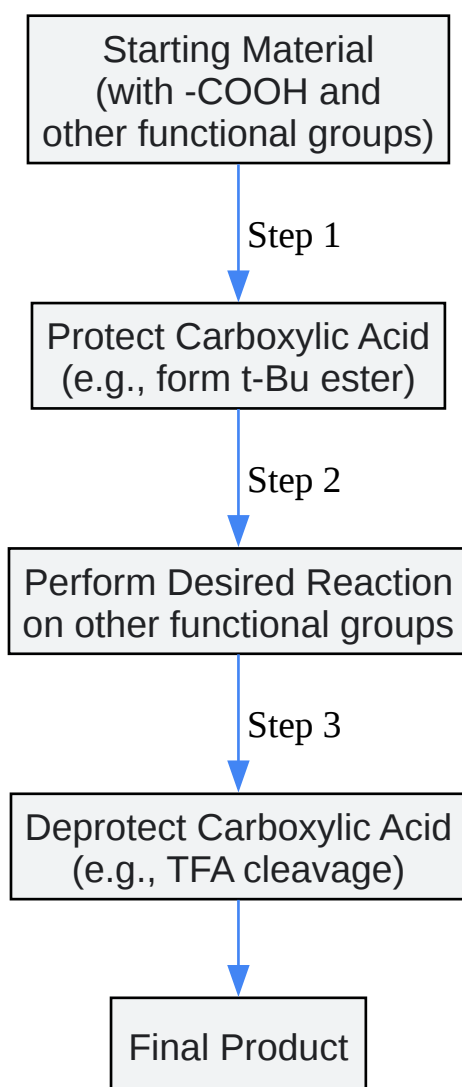 Starting Material
(with -COOH and
other functional groups)
Step 1
Protect Carboxylic Acid
(e.g., form t-Bu ester)
Step 2
Perform Desired Reaction
on other functional groups
Step 3
Deprotect Carboxylic Acid
(e.g., TFA cleavage)
Final Product